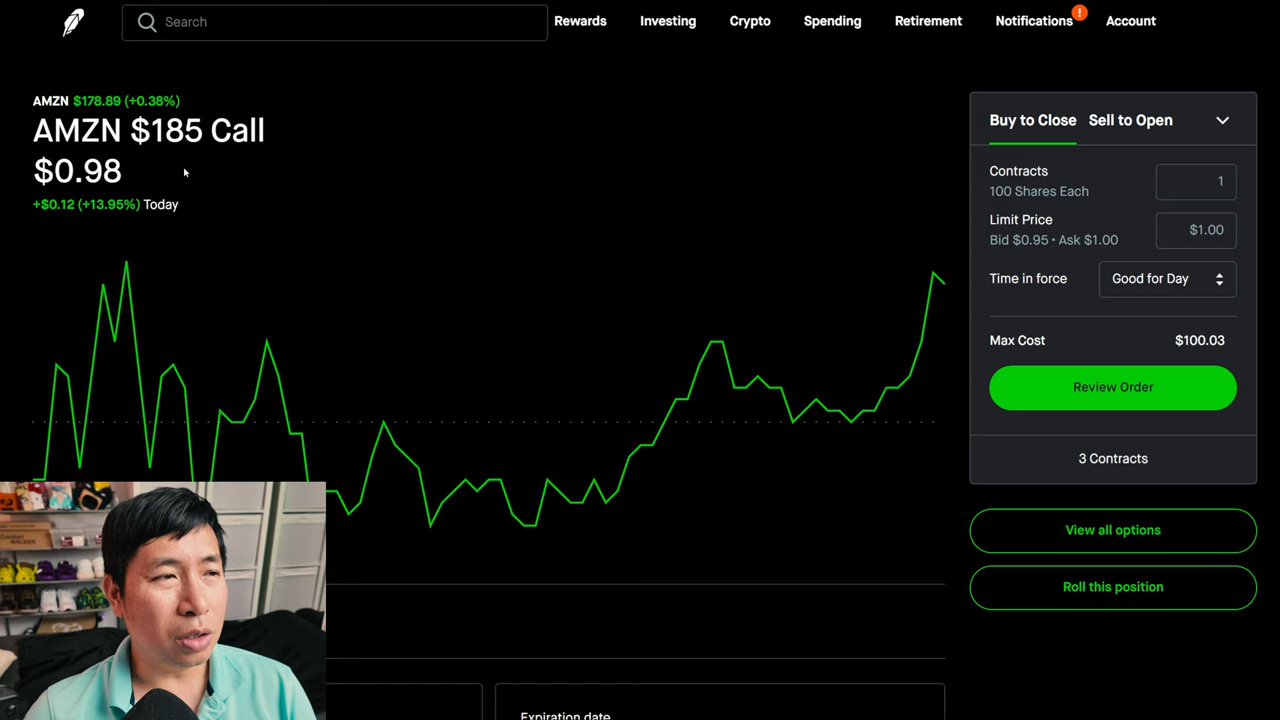 Search
Rewards
Investing
Crypto
Spending
Retirement
Notifications
!
Account
AMZN $178.89 (+0.38%)
AMZN $185 Call
$0.98
+$0.12 (+13.95%) Today
Buy to Close
Sell to Open
Contracts
1
100 Shares Each
Limit Price
$1.00
Bid $0.95 • Ask $1.00
Time in force
Good for Day
Max Cost
$100.03
Review Order
3 Contracts
View all options
Roll this position
Expiration date